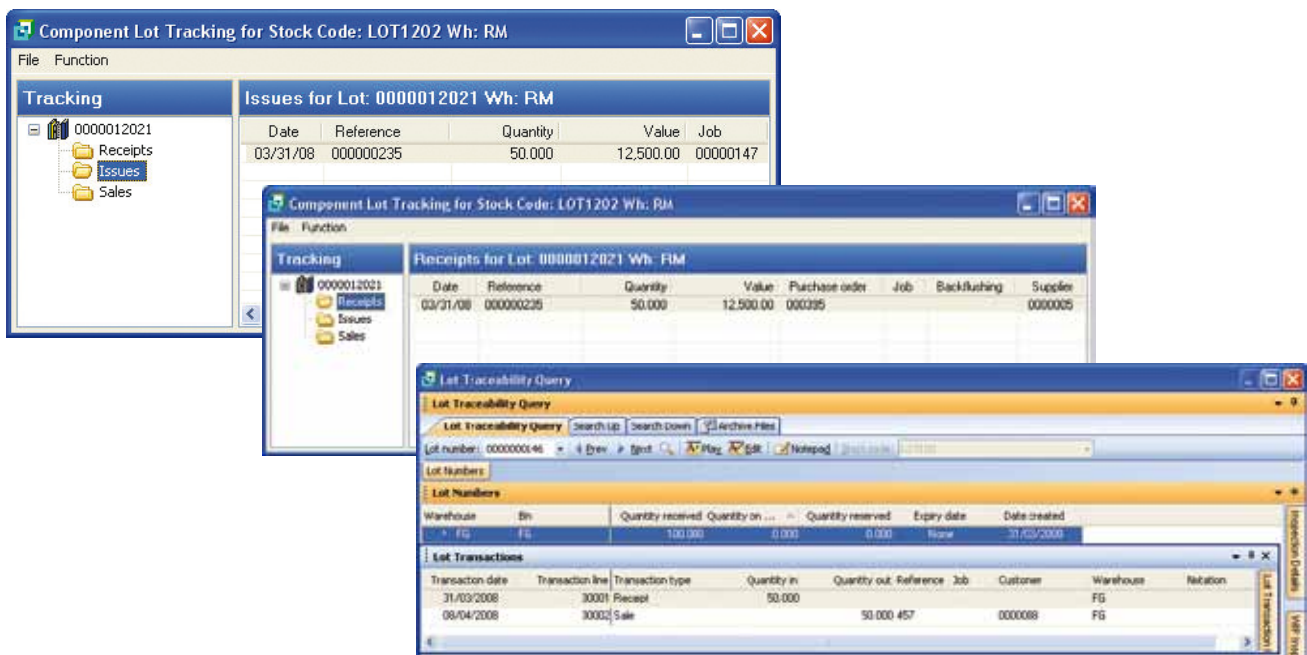 Component Lot Tracking for Stock Code: LOT1202 Wh: RM
File Function
Tracking
0000012021
Receipts
Issues
Sales
Issues for Lot: 0000012021 Wh: RM
Date Reference Quantity Value Job
03/31/08 000000235 50.000 12,500.00 00000147
Component Lot Tracking for Stock Code: LOT1202 Wh: RM
File Function
Tracking
0000012021
Receipts
Issues
Sales
Receipts for Lot: 0000012021 Wh: RM
Date Reference Quantity Value Purchase order Job Backflushing Supplier
03/31/08 000000235 50.000 12,500.00 000395 0000005
Lot Traceability Query
Lot Traceability Query
Lot Traceability Query Search Up Search Down Archive Files
Lot number: 0000000146 Prev Next Play Edit Notepad
Lot Numbers
Lot Numbers
Warehouse Bin Quantity received Quantity on ... Quantity reserved Expiry date Date created
FG FG 100.000 0.000 0.000 None 31/03/2008
Lot Transactions
Transaction date Transaction line Transaction type Quantity in Quantity out Reference Job Customer Warehouse Notation
31/03/2008 30001 Receipt 50.000 FG
08/04/2008 30002 Sale 50.000 457 0000088 FG
Inspection Details
Lot Transaction
WIP